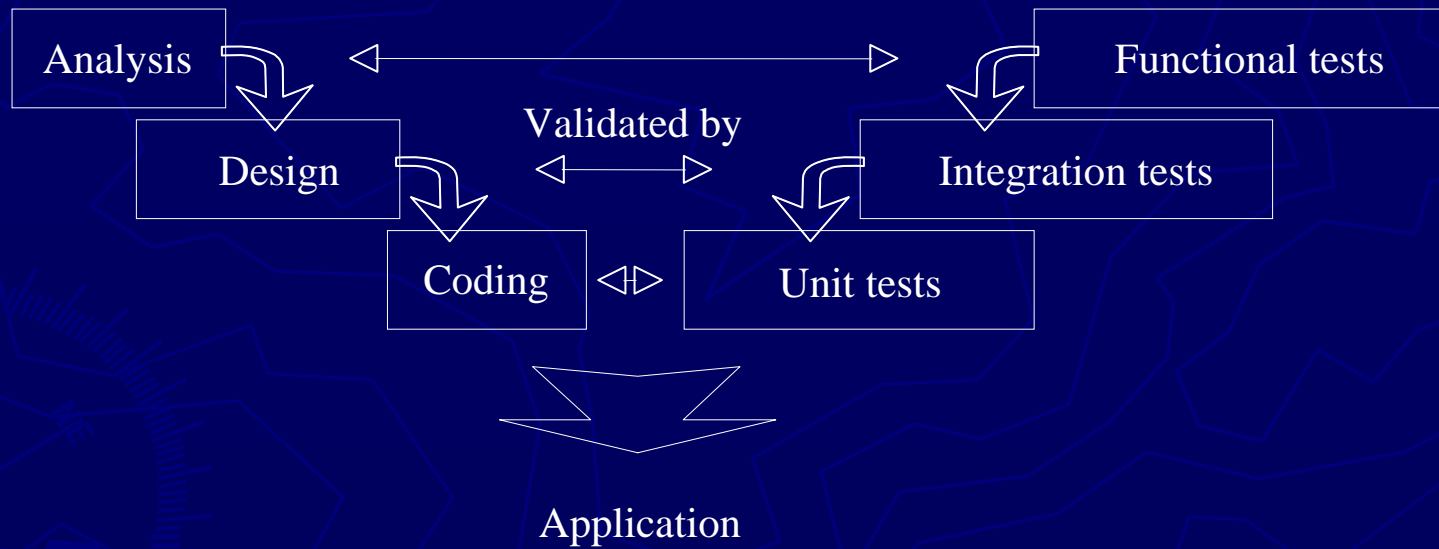 Analysis
Functional tests
Validated by
Design
Integration tests
Coding
Unit tests
Application